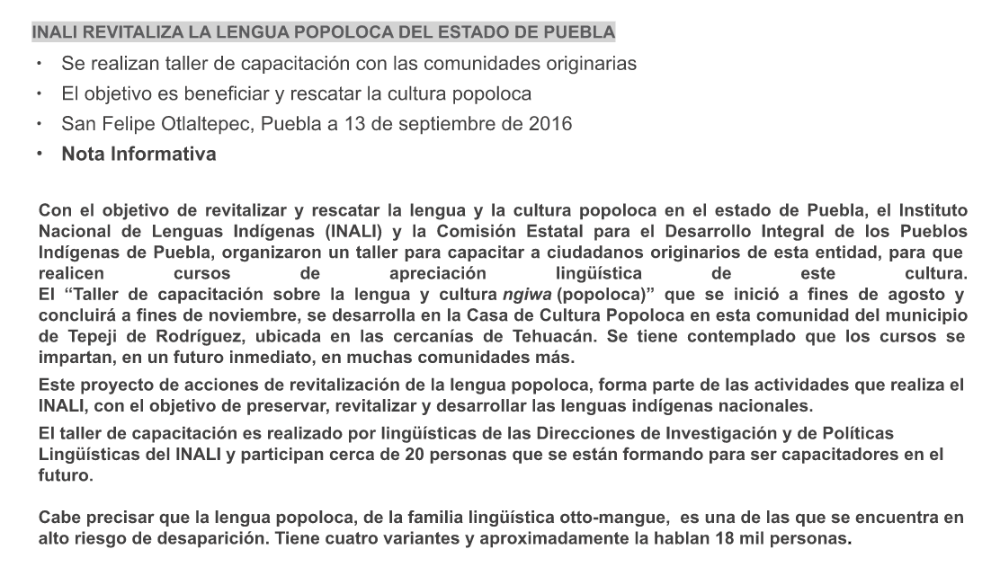 INALI REVITALIZA LA LENGUA POPOLOCA DEL ESTADO DE PUEBLA
• Se realizan taller de capacitación con las comunidades originarias
• El objetivo es beneficiar y rescatar la cultura popoloca
• San Felipe Otlaltepec, Puebla a 13 de septiembre de 2016
• Nota Informativa
Con el objetivo de revitalizar y rescatar la lengua y la cultura popoloca en el estado de Puebla, el Instituto
Nacional de Lenguas Indígenas (INALI) y la Comisión Estatal para el Desarrollo Integral de los Pueblos
Indígenas de Puebla, organizaron un taller para capacitar a ciudadanos originarios de esta entidad, para que
realicen cursos de apreciación lingüística de este cultura.
El “Taller de capacitación sobre la lengua y cultura ngiwa (popoloca)” que se inició a fines de agosto y
concluirá a fines de noviembre, se desarrolla en la Casa de Cultura Popoloca en esta comunidad del municipio
de Tepeji de Rodríguez, ubicada en las cercanías de Tehuacán. Se tiene contemplado que los cursos se
impartan, en un futuro inmediato, en muchas comunidades más.
Este proyecto de acciones de revitalización de la lengua popoloca, forma parte de las actividades que realiza el
INALI, con el objetivo de preservar, revitalizar y desarrollar las lenguas indígenas nacionales.
El taller de capacitación es realizado por lingüísticas de las Direcciones de Investigación y de Políticas
Lingüísticas del INALI y participan cerca de 20 personas que se están formando para ser capacitadores en el
futuro.
Cabe precisar que la lengua popoloca, de la familia lingüística otto-mangue, es una de las que se encuentra en
alto riesgo de desaparición. Tiene cuatro variantes y aproximadamente la hablan 18 mil personas.